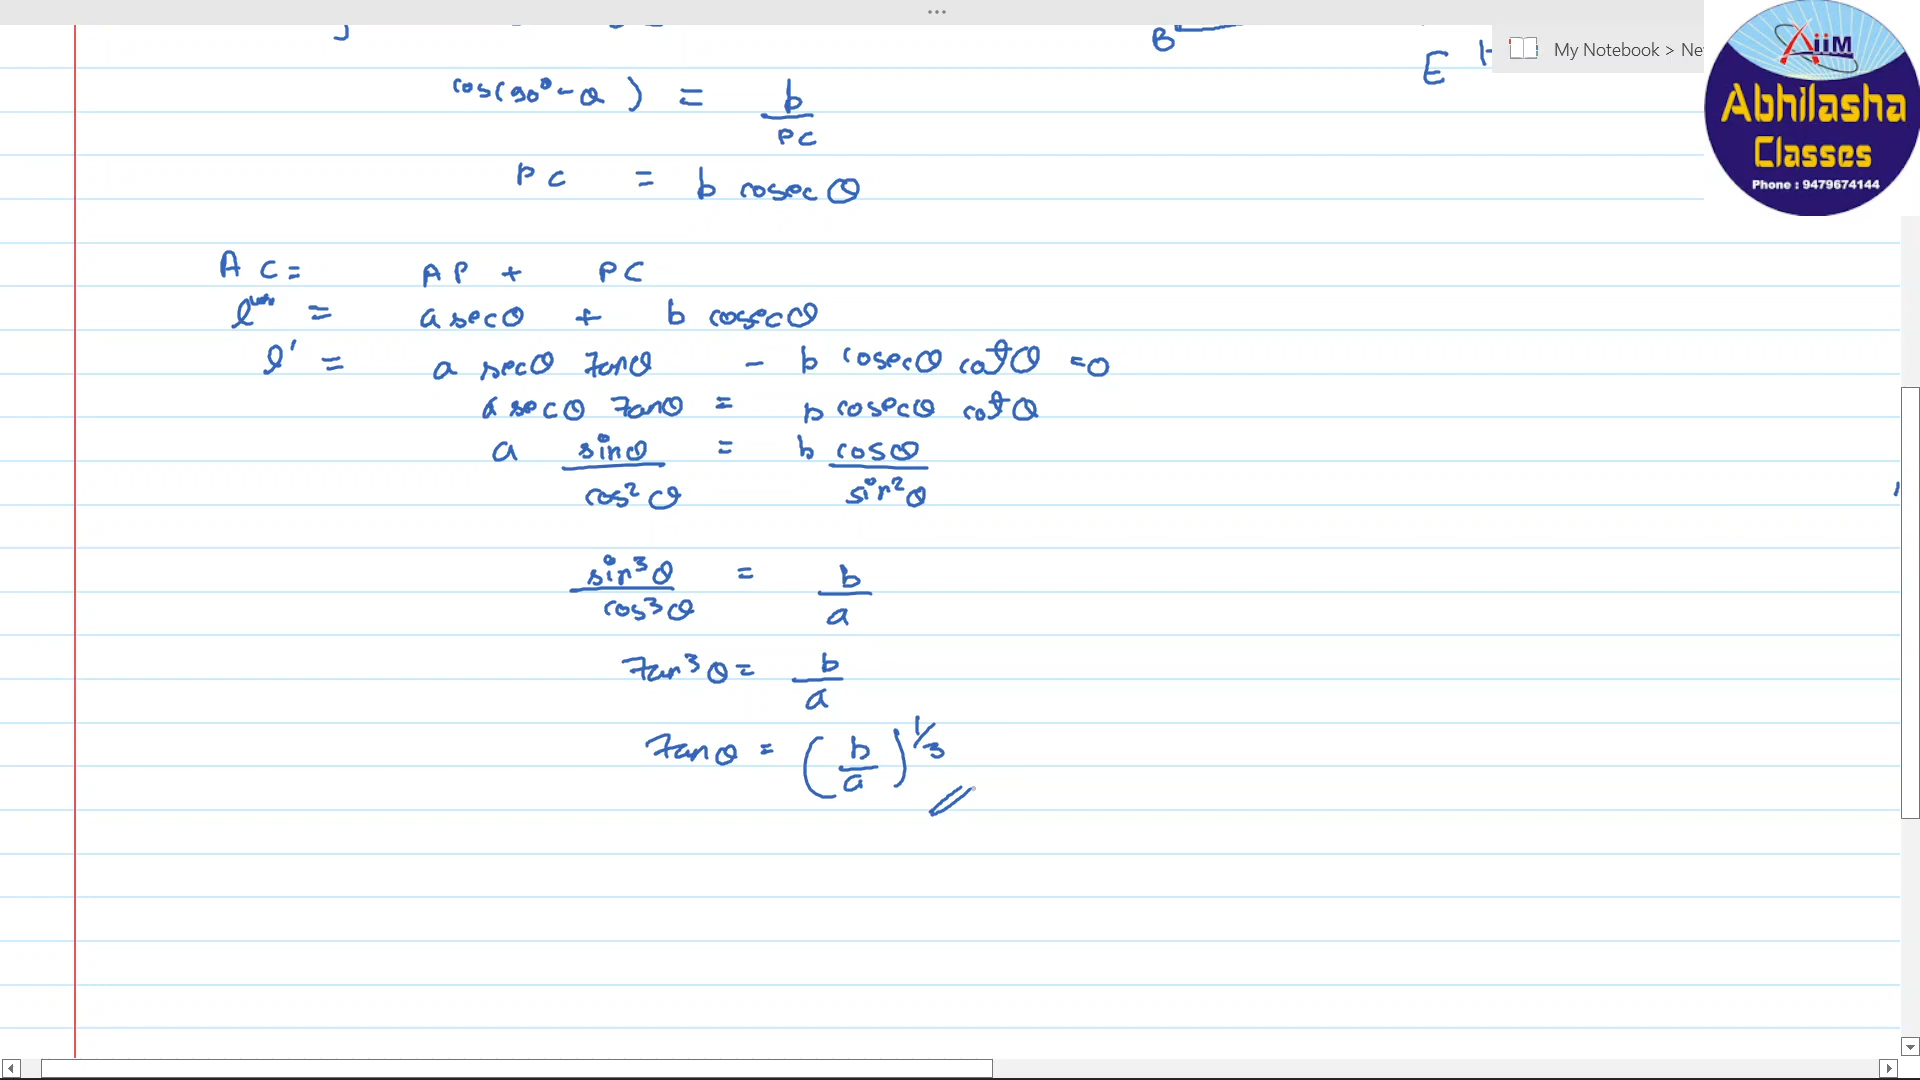 B
E
My Notebook > Ne
AiiM
Abhilasha
Classes
Phone : 9479674144
cos(90°-θ) = b/PC
PC = b cosecθ
AC = AP + PC
l = a secθ + b cosecθ
l' = a secθ tanθ - b cosecθ cotθ =0
a secθ tanθ = b cosecθ cotθ
a sinθ/cos²θ = b cosθ/sin²θ
sin³θ/cos³θ = b/a
tan³θ = b/a
tanθ = (b/a)^1/3